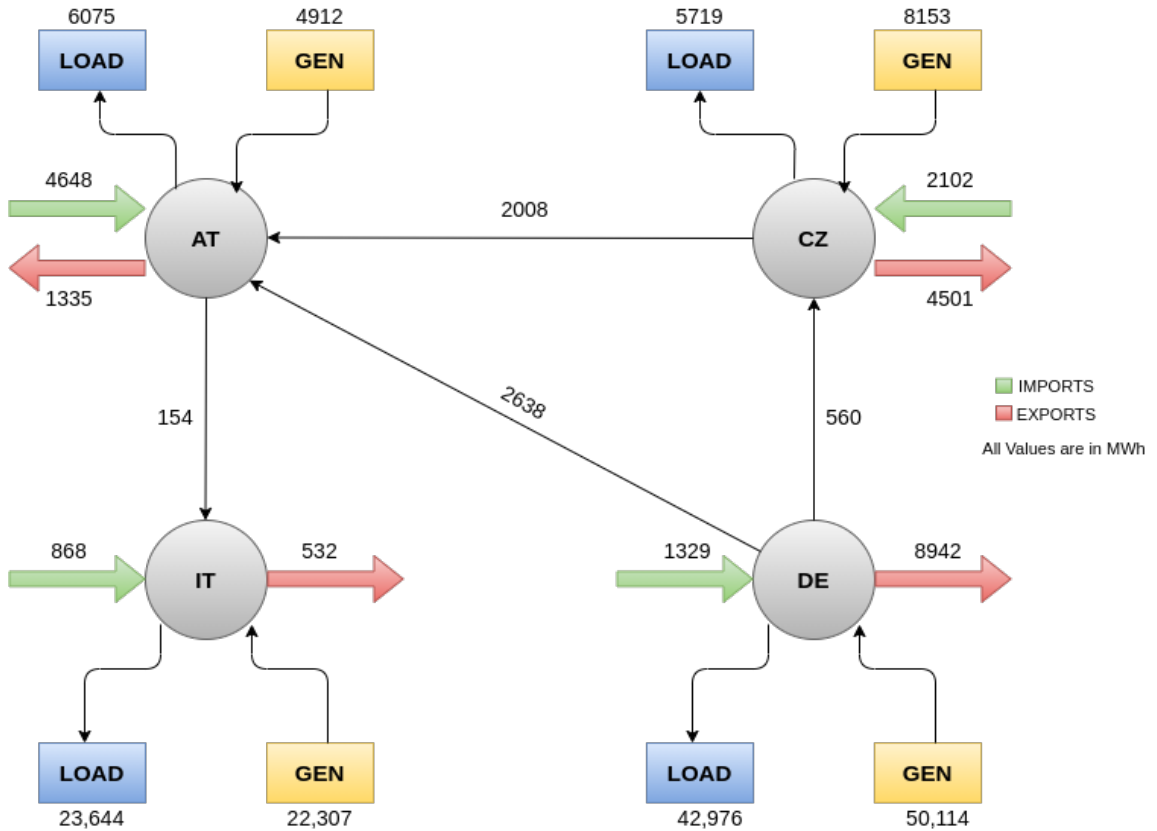 6075
4912
5719
8153
LOAD
GEN
LOAD
GEN
4648
2102
2008
AT
CZ
1335
4501
IMPORTS
2638
154
560
EXPORTS
All Values are in MWh
868
532
1329
8942
IT
DE
LOAD
GEN
LOAD
GEN
23,644
22,307
42,976
50,114